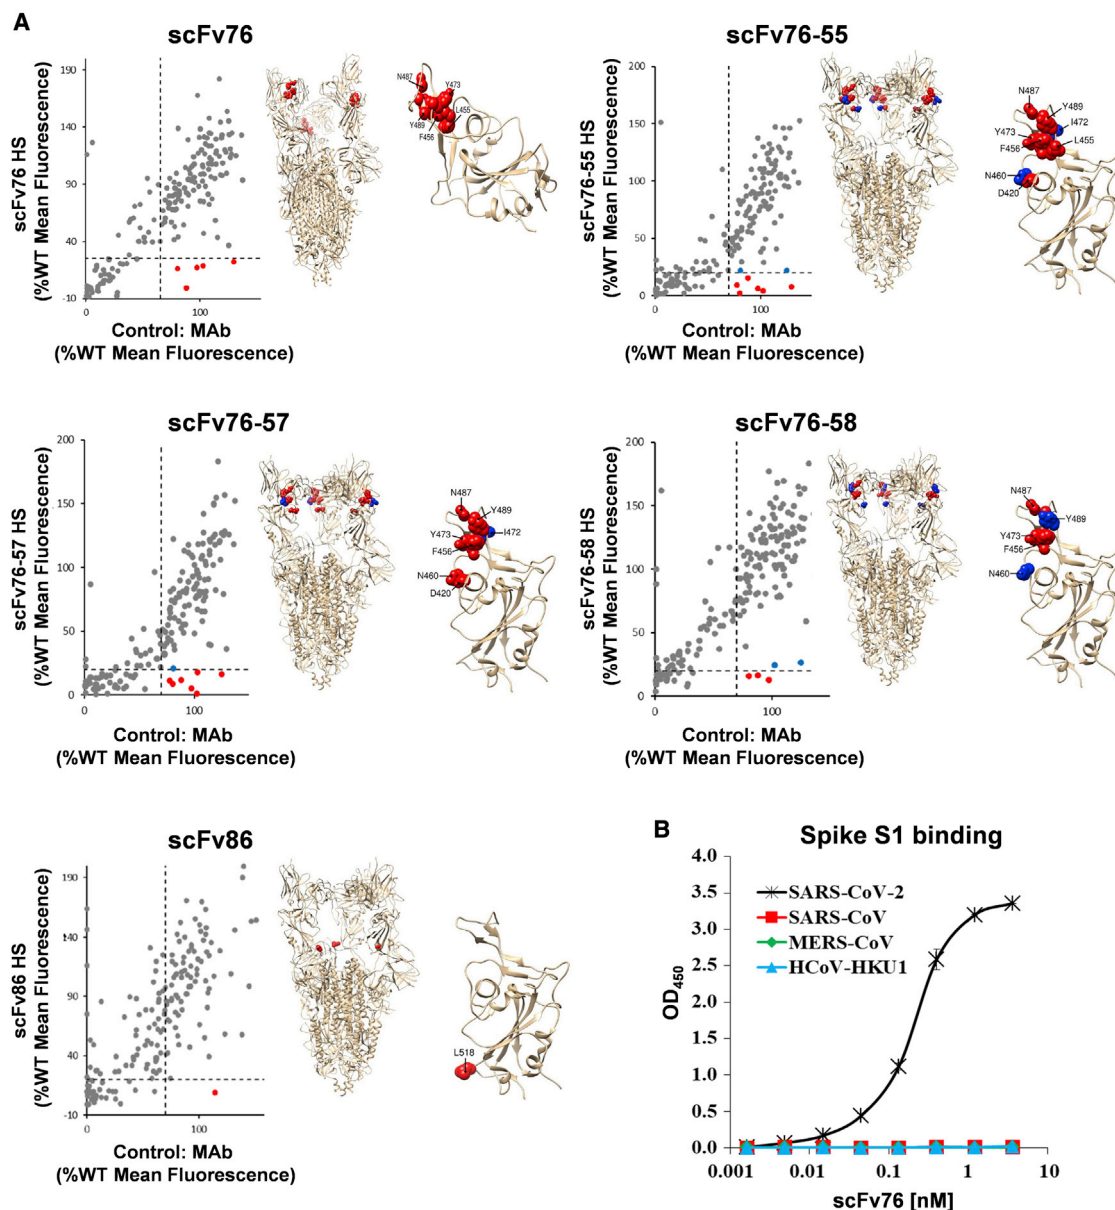 A
scFv76
scFv76 HS
(%WT Mean Fluorescence)
190
140
90
40
-10
0
100
Control: MAb
(%WT Mean Fluorescence)
N487
Y473
L455
Y489
F456
scFv76-55
scFv76-55 HS
(%WT Mean Fluorescence)
200
150
100
50
0
0
100
Control: MAb
(%WT Mean Fluorescence)
N487
Y489
I472
Y473
F456
L455
N460
D420
scFv76-57
scFv76-57 HS
(%WT Mean Fluorescence)
200
150
100
50
0
0
100
Control: MAb
(%WT Mean Fluorescence)
N487
Y489
Y473
I472
F456
N460
D420
scFv76-58
scFv76-58 HS
(%WT Mean Fluorescence)
200
150
100
50
0
0
100
Control: MAb
(%WT Mean Fluorescence)
N487
Y489
Y473
F456
N460
scFv86
scFv86 HS
(%WT Mean Fluorescence)
190
140
90
40
-10
0
100
Control: MAb
(%WT Mean Fluorescence)
L518
B
Spike S1 binding
4.0
3.5
3.0
2.5
2.0
1.5
1.0
0.5
0.0
OD450
SARS-CoV-2
SARS-CoV
MERS-CoV
HCoV-HKU1
0.001
0.01
0.1
1
10
scFv76 [nM]